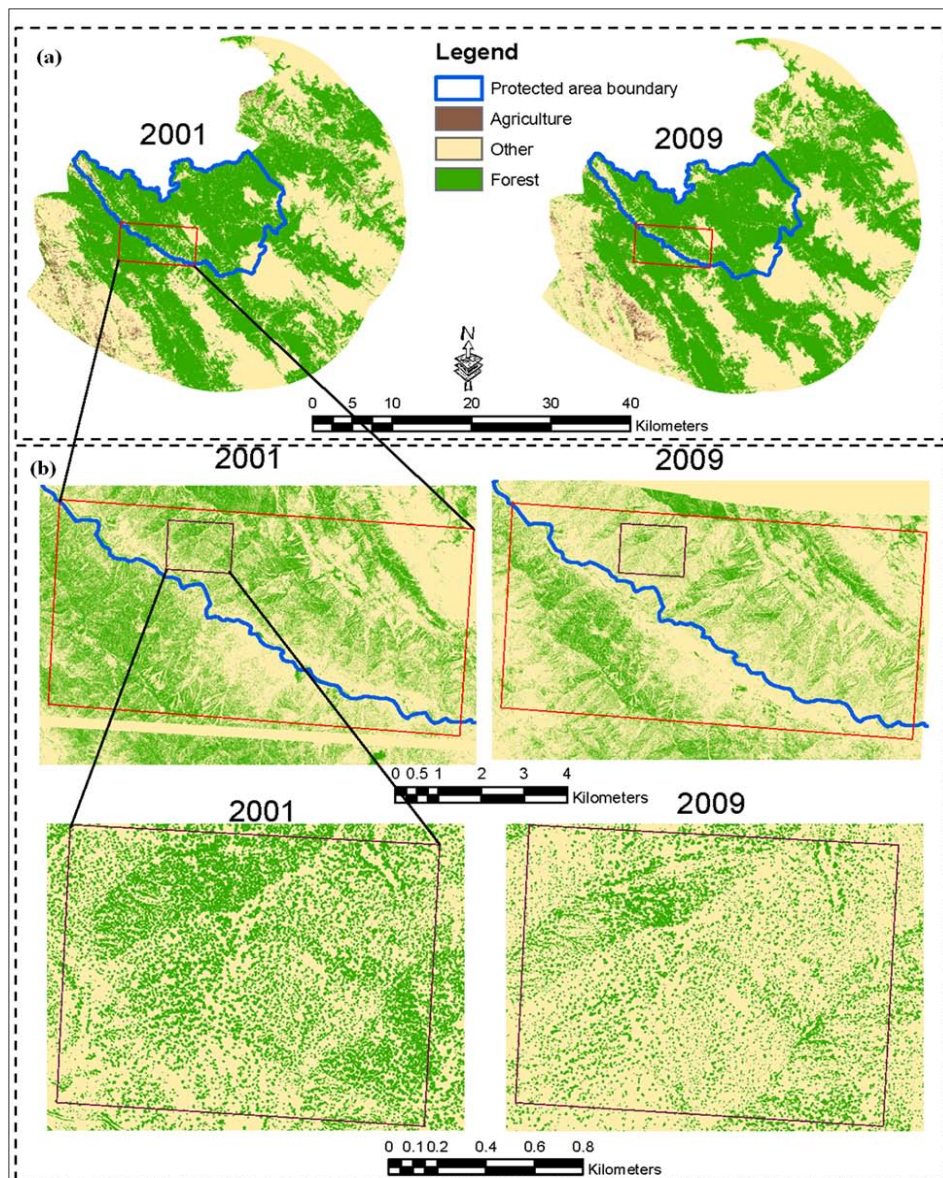 (a)
Legend
Protected area boundary
Agriculture
Other
Forest
2001
2009
N
0 5 10 20 30 40
Kilometers
(b)
2001
2009
0 0.5 1 2 3 4
Kilometers
2001
2009
0 0.1 0.2 0.4 0.6 0.8
Kilometers